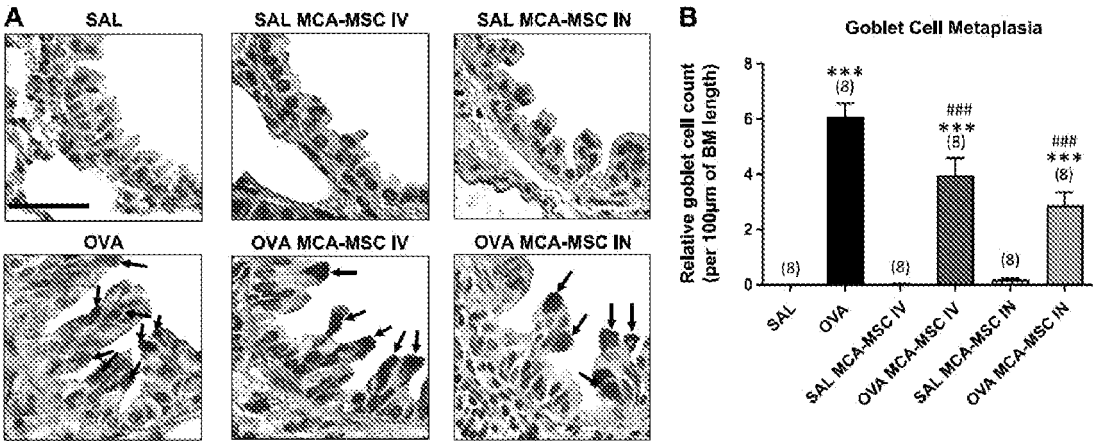 A
SAL
SAL MCA-MSC IV
SAL MCA-MSC IN
OVA
OVA MCA-MSC IV
OVA MCA-MSC IN
B
Goblet Cell Metaplasia
Relative goblet cell count
(per 100µm of BM length)
8
6
4
2
0
(8)
***
(8)
(8)
###
***
(8)
(8)
###
***
(8)
SAL
OVA
SAL MCA-MSC IV
OVA MCA-MSC IV
SAL MCA-MSC IN
OVA MCA-MSC IN